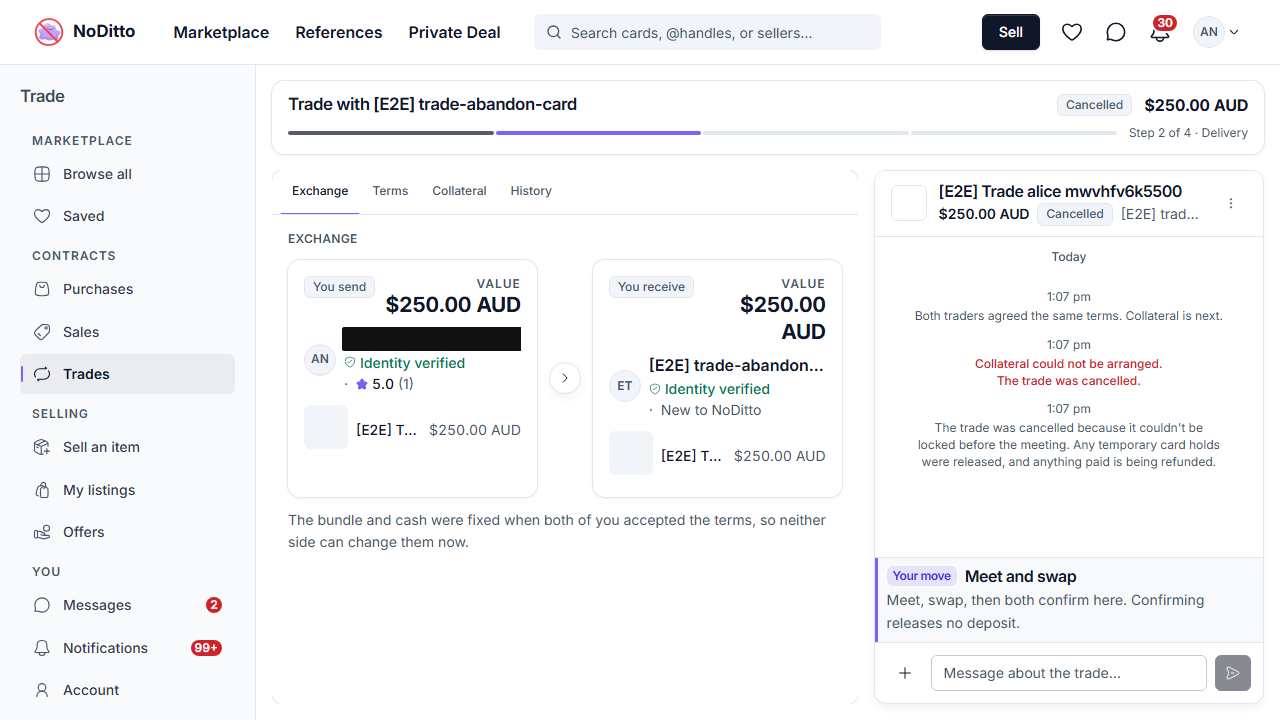 NoDitto
Marketplace
References
Private Deal
Search cards, @handles, or sellers...
Sell
30
AN
Trade
MARKETPLACE
Browse all
Saved
CONTRACTS
Purchases
Sales
Trades
SELLING
Sell an item
My listings
Offers
YOU
Messages
2
Notifications
99+
Account
Trade with [E2E] trade-abandon-card
Cancelled
$250.00 AUD
Step 2 of 4 · Delivery
Exchange
Terms
Collateral
History
EXCHANGE
You send
VALUE
$250.00 AUD
AN
Identity verified
· 5.0 (1)
[E2E] T...
$250.00 AUD
You receive
VALUE
$250.00
AUD
[E2E] trade-abandon...
ET
Identity verified
· New to NoDitto
[E2E] T...
$250.00 AUD
The bundle and cash were fixed when both of you accepted the terms, so neither
side can change them now.
[E2E] Trade alice mwvhfv6k5500
$250.00 AUD
Cancelled
[E2E] trad...
Today
1:07 pm
Both traders agreed the same terms. Collateral is next.
1:07 pm
Collateral could not be arranged.
The trade was cancelled.
1:07 pm
The trade was cancelled because it couldn't be
locked before the meeting. Any temporary card holds
were released, and anything paid is being refunded.
Your move
Meet and swap
Meet, swap, then both confirm here. Confirming
releases no deposit.
Message about the trade...